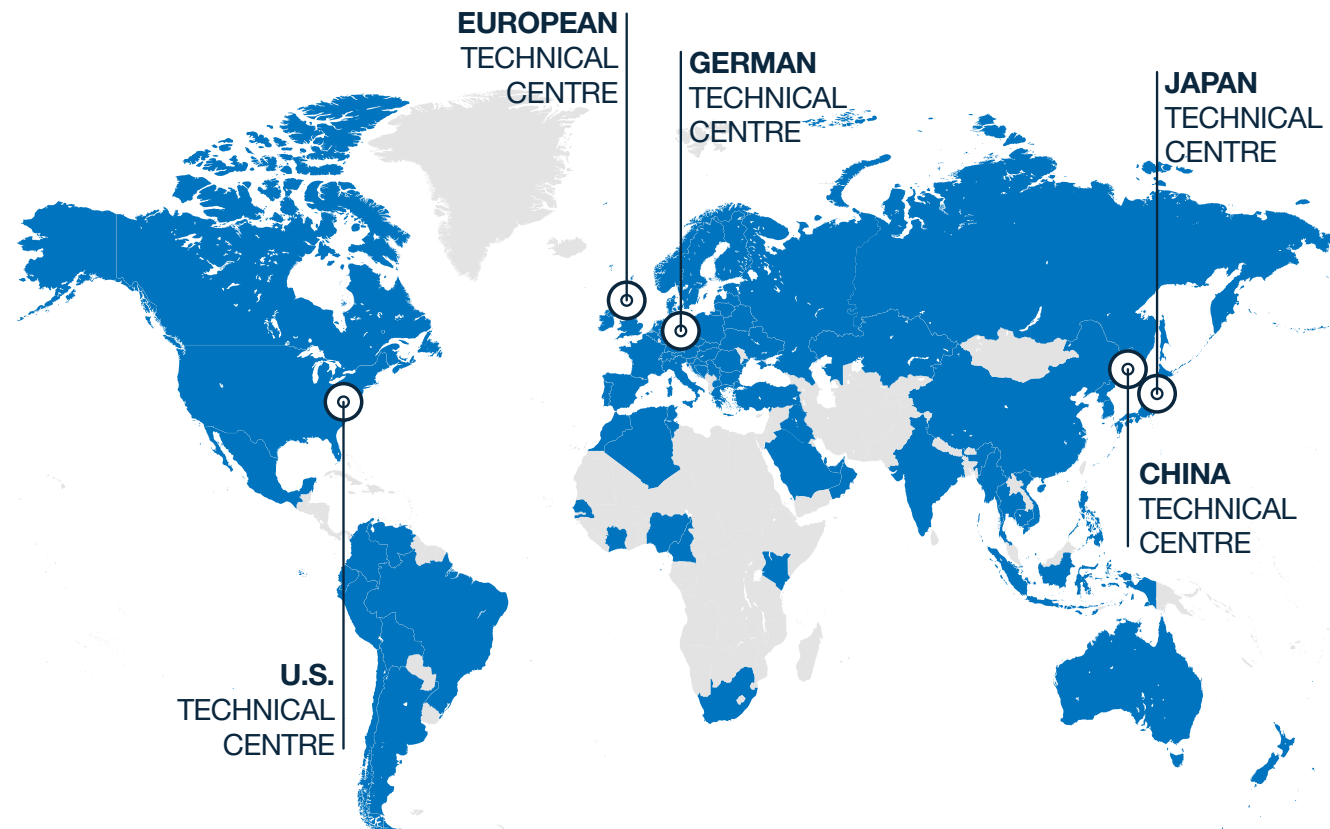 EUROPEAN
TECHNICAL
CENTRE
GERMAN
TECHNICAL
CENTRE
JAPAN
TECHNICAL
CENTRE
CHINA
TECHNICAL
CENTRE
U.S.
TECHNICAL
CENTRE